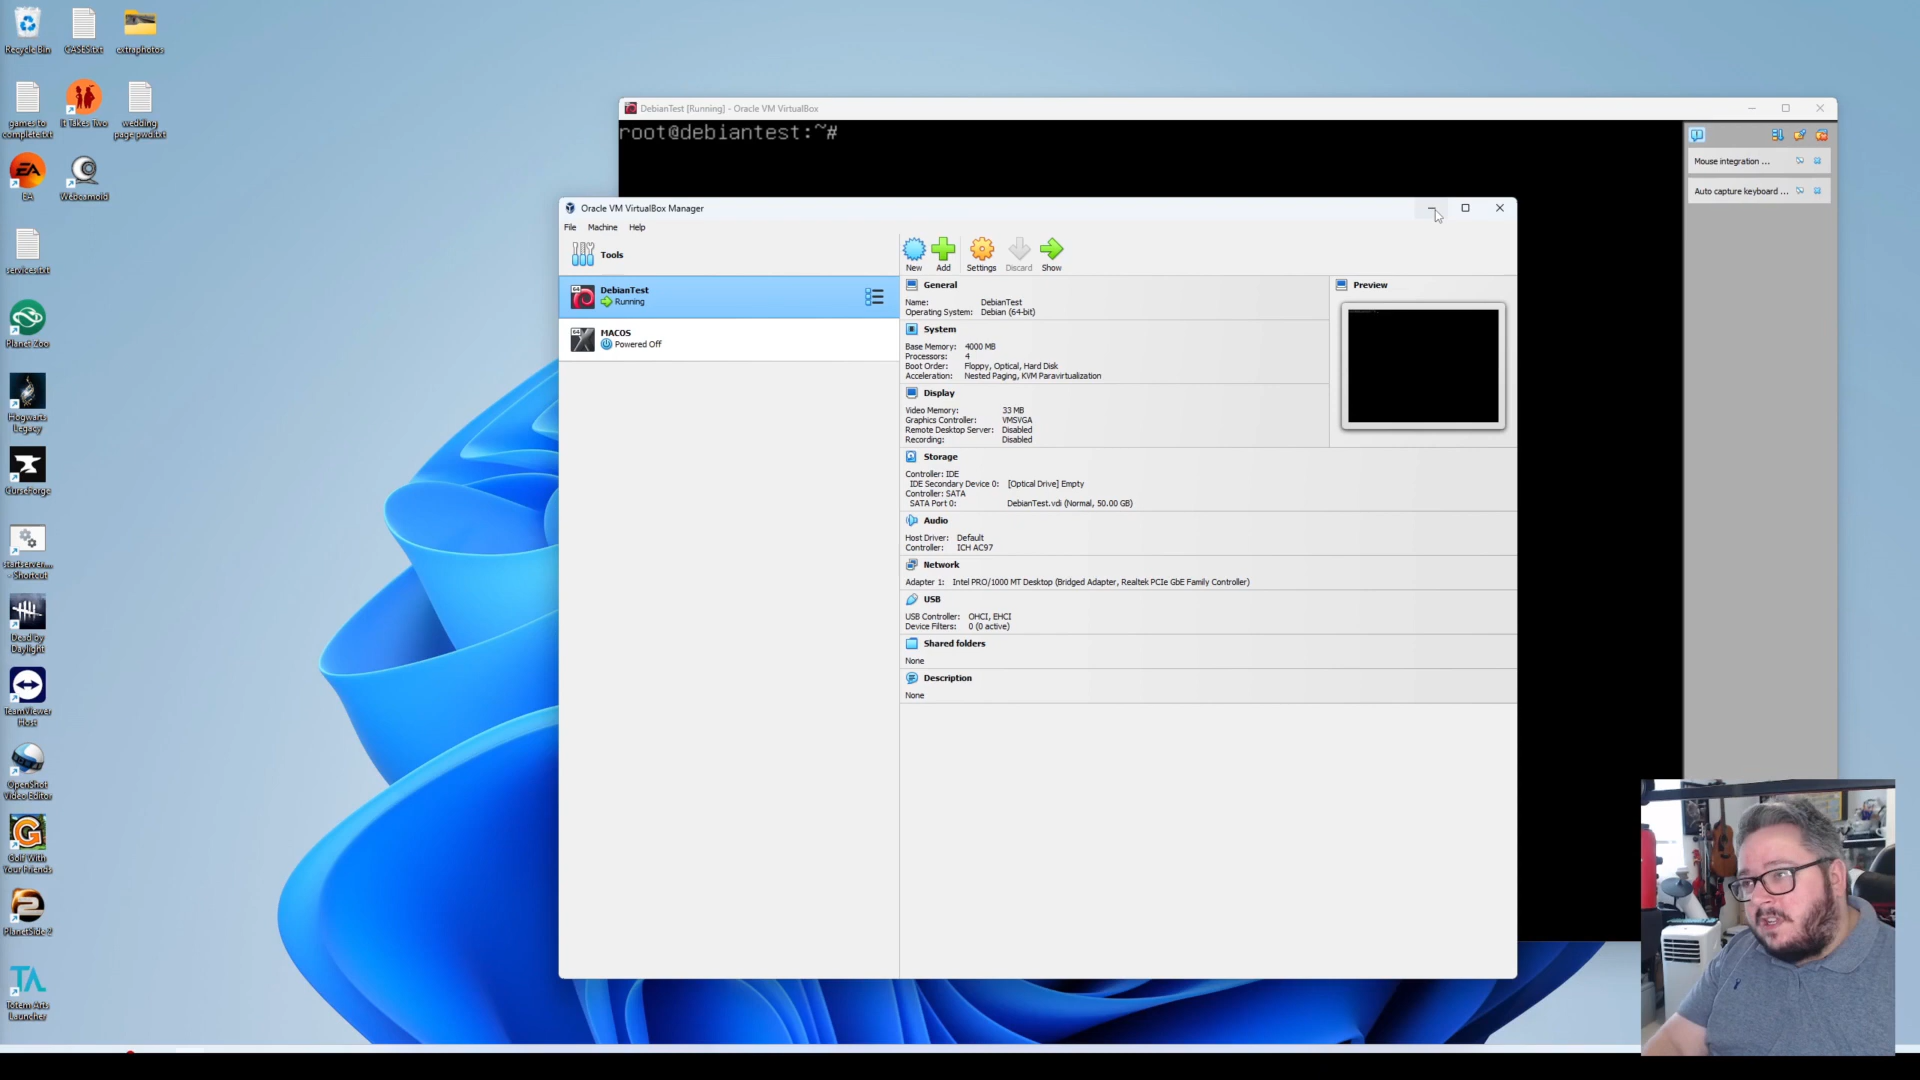 Recycle Bin
CASES.txt
extraphotos
games to complete.txt
It Takes Two
wedding page pwd.txt
EA
Webcamoid
services.txt
Planet Zoo
Hogwarts Legacy
CurseForge
startserver... - Shortcut
Dead by Daylight
TeamViewer Host
OpenShot Video Editor
Golf With Your Friends
PlanetSide 2
Totem Arts Launcher
DebianTest [Running] - Oracle VM VirtualBox
root@debiantest:~#
Mouse integration ...
Auto capture keyboard ...
Oracle VM VirtualBox Manager
File Machine Help
Tools
DebianTest
Running
MACOS
Powered Off
New Add Settings Discard Show
General
Name: DebianTest
Operating System: Debian (64-bit)
System
Base Memory: 4000 MB
Processors: 4
Boot Order: Floppy, Optical, Hard Disk
Acceleration: Nested Paging, KVM Paravirtualization
Display
Video Memory: 33 MB
Graphics Controller: VMSVGA
Remote Desktop Server: Disabled
Recording: Disabled
Storage
Controller: IDE
IDE Secondary Device 0: [Optical Drive] Empty
Controller: SATA
SATA Port 0: DebianTest.vdi (Normal, 50.00 GB)
Audio
Host Driver: Default
Controller: ICH AC97
Network
Adapter 1: Intel PRO/1000 MT Desktop (Bridged Adapter, Realtek PCIe GbE Family Controller)
USB
USB Controller: OHCI, EHCI
Device Filters: 0 (0 active)
Shared folders
None
Description
None
Preview